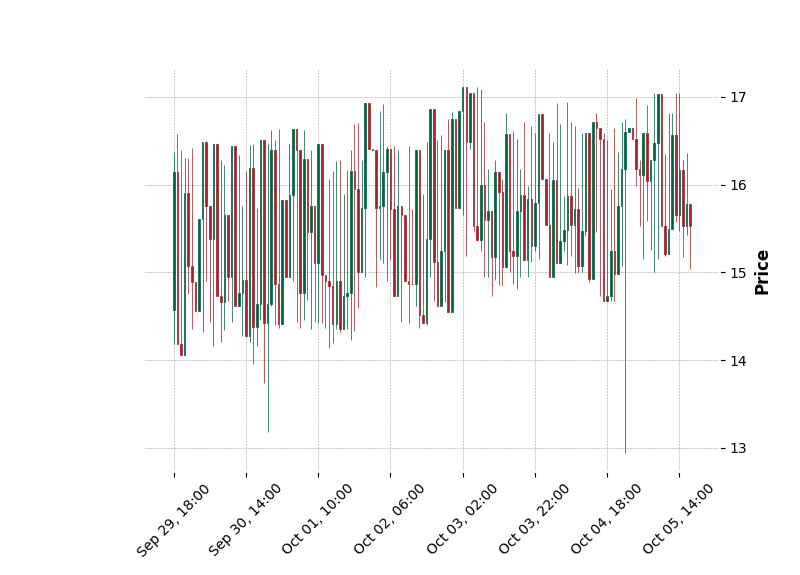 17
16
15
14
13
Price
Sep 29, 18:00
Sep 30, 14:00
Oct 01, 10:00
Oct 02, 06:00
Oct 03, 02:00
Oct 03, 22:00
Oct 04, 18:00
Oct 05, 14:00